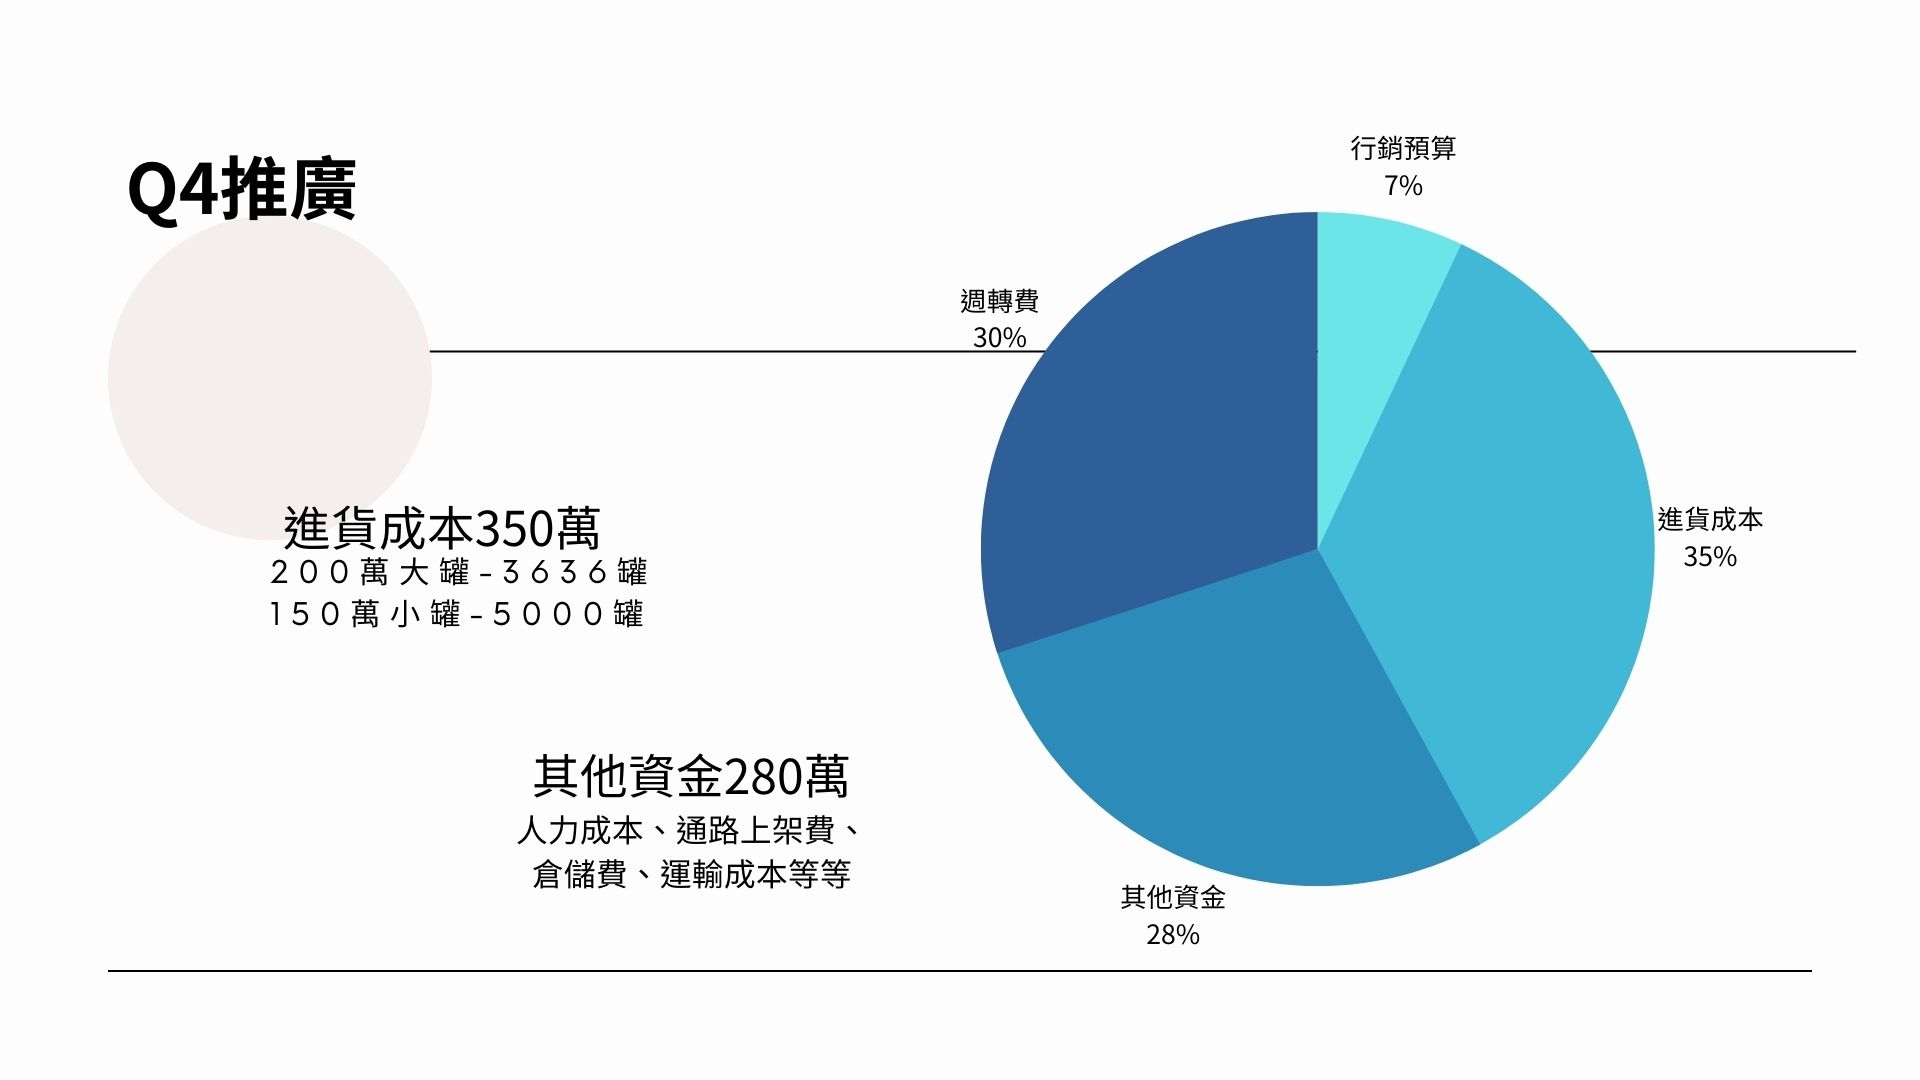 Q4推廣
進貨成本350萬
200萬大罐-3636罐
150萬小罐-5000罐
其他資金280萬
人力成本、通路上架費、
倉儲費、運輸成本等等
行銷預算
7%
週轉費
30%
進貨成本
35%
其他資金
28%